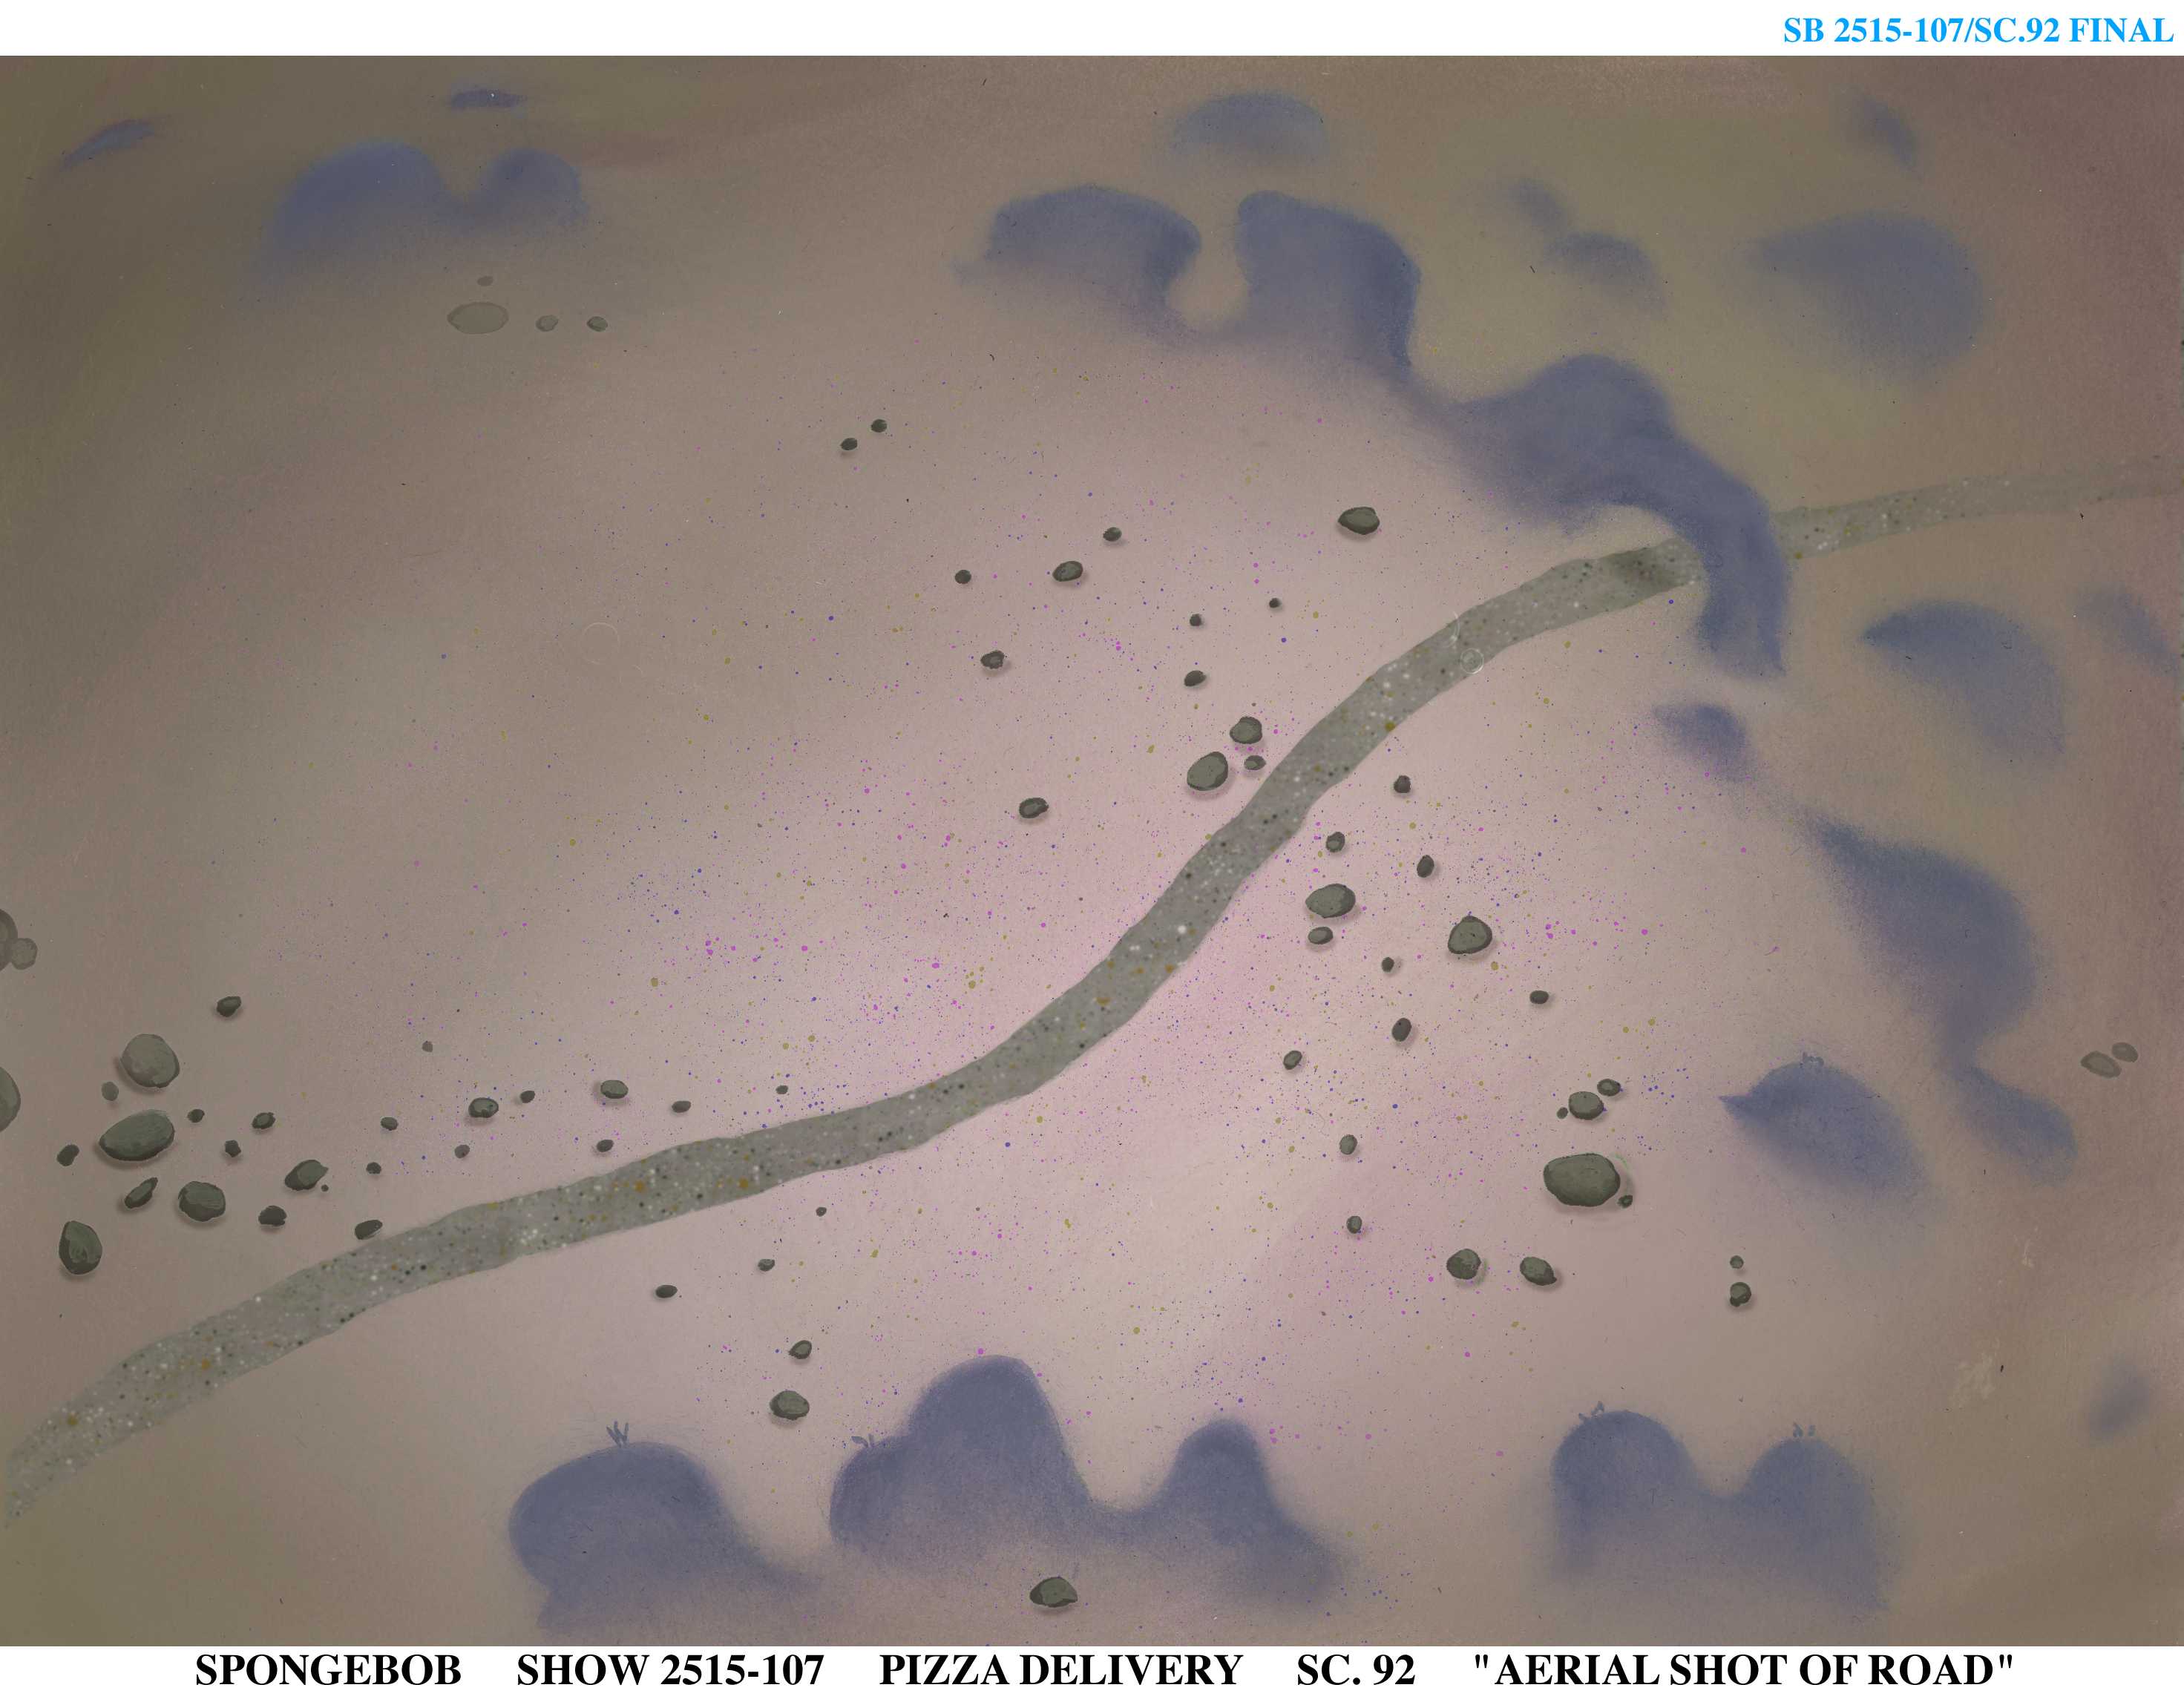 SB 2515-107/SC.92 FINAL
SPONGEBOB SHOW 2515-107 PIZZA DELIVERY SC. 92 "AERIAL SHOT OF ROAD"